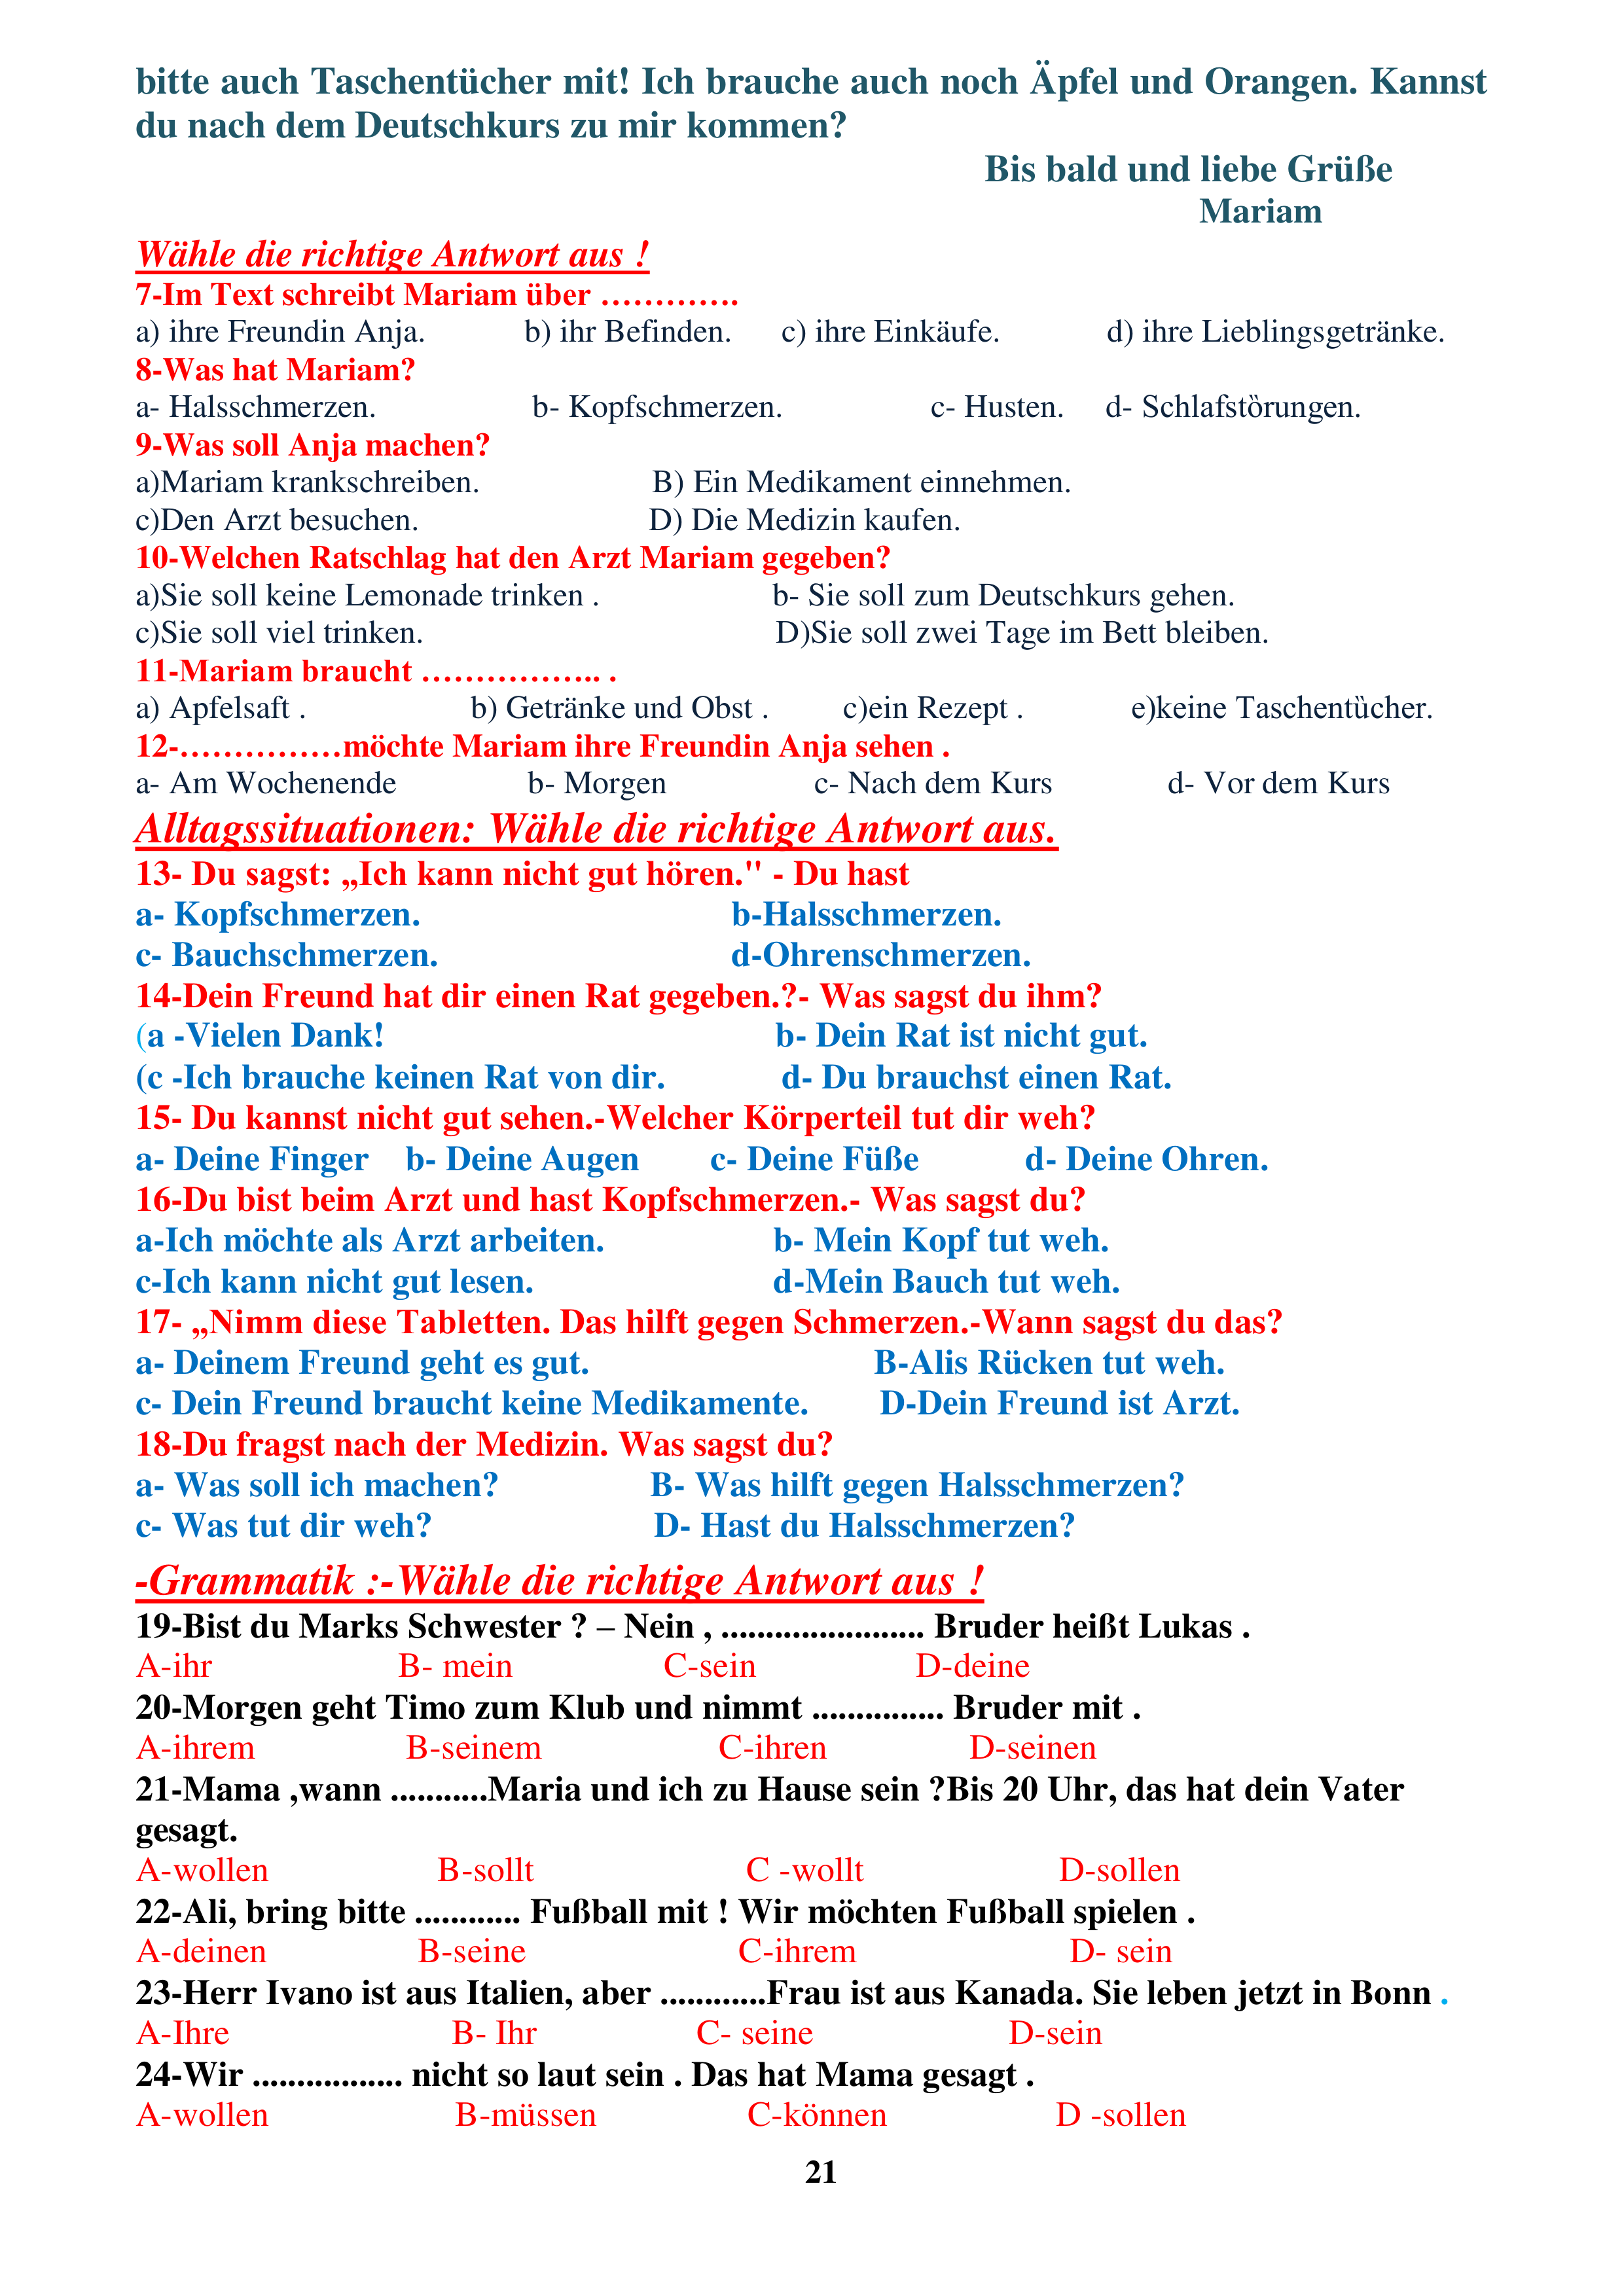 bitte auch Taschentücher mit! Ich brauche auch noch Äpfel und Orangen. Kannst
du nach dem Deutschkurs zu mir kommen?
Bis bald und liebe Grüße
Mariam
Wähle die richtige Antwort aus !
7-Im Text schreibt Mariam über ………….
a) ihre Freundin Anja. b) ihr Befinden. c) ihre Einkäufe. d) ihre Lieblingsgetränke.
8-Was hat Mariam?
a- Halsschmerzen. b- Kopfschmerzen. c- Husten. d- Schlafstörungen.
9-Was soll Anja machen?
a)Mariam krankschreiben. B) Ein Medikament einnehmen.
c)Den Arzt besuchen. D) Die Medizin kaufen.
10-Welchen Ratschlag hat den Arzt Mariam gegeben?
a)Sie soll keine Lemonade trinken . b- Sie soll zum Deutschkurs gehen.
c)Sie soll viel trinken. D)Sie soll zwei Tage im Bett bleiben.
11-Mariam braucht …………….. .
a) Apfelsaft . b) Getränke und Obst . c)ein Rezept . e)keine Taschentücher.
12-……………möchte Mariam ihre Freundin Anja sehen .
a- Am Wochenende b- Morgen c- Nach dem Kurs d- Vor dem Kurs
Alltagssituationen: Wähle die richtige Antwort aus.
13- Du sagst: „Ich kann nicht gut hören." - Du hast
a- Kopfschmerzen. b-Halsschmerzen.
c- Bauchschmerzen. d-Ohrenschmerzen.
14-Dein Freund hat dir einen Rat gegeben.?- Was sagst du ihm?
(a -Vielen Dank! b- Dein Rat ist nicht gut.
(c -Ich brauche keinen Rat von dir. d- Du brauchst einen Rat.
15- Du kannst nicht gut sehen.-Welcher Körperteil tut dir weh?
a- Deine Finger b- Deine Augen c- Deine Füße d- Deine Ohren.
16-Du bist beim Arzt und hast Kopfschmerzen.- Was sagst du?
a-Ich möchte als Arzt arbeiten. b- Mein Kopf tut weh.
c-Ich kann nicht gut lesen. d-Mein Bauch tut weh.
17- „Nimm diese Tabletten. Das hilft gegen Schmerzen.-Wann sagst du das?
a- Deinem Freund geht es gut. B-Alis Rücken tut weh.
c- Dein Freund braucht keine Medikamente. D-Dein Freund ist Arzt.
18-Du fragst nach der Medizin. Was sagst du?
a- Was soll ich machen? B- Was hilft gegen Halsschmerzen?
c- Was tut dir weh? D- Hast du Halsschmerzen?
-Grammatik :-Wähle die richtige Antwort aus !
19-Bist du Marks Schwester ? – Nein , ....................... Bruder heißt Lukas .
A-ihr B- mein C-sein D-deine
20-Morgen geht Timo zum Klub und nimmt ............... Bruder mit .
A-ihrem B-seinem C-ihren D-seinen
21-Mama ,wann ...........Maria und ich zu Hause sein ?Bis 20 Uhr, das hat dein Vater
gesagt.
A-wollen B-sollt C -wollt D-sollen
22-Ali, bring bitte ............ Fußball mit ! Wir möchten Fußball spielen .
A-deinen B-seine C-ihrem D- sein
23-Herr Ivano ist aus Italien, aber ............Frau ist aus Kanada. Sie leben jetzt in Bonn .
A-Ihre B- Ihr C- seine D-sein
24-Wir ................. nicht so laut sein . Das hat Mama gesagt .
A-wollen B-müssen C-können D -sollen
21